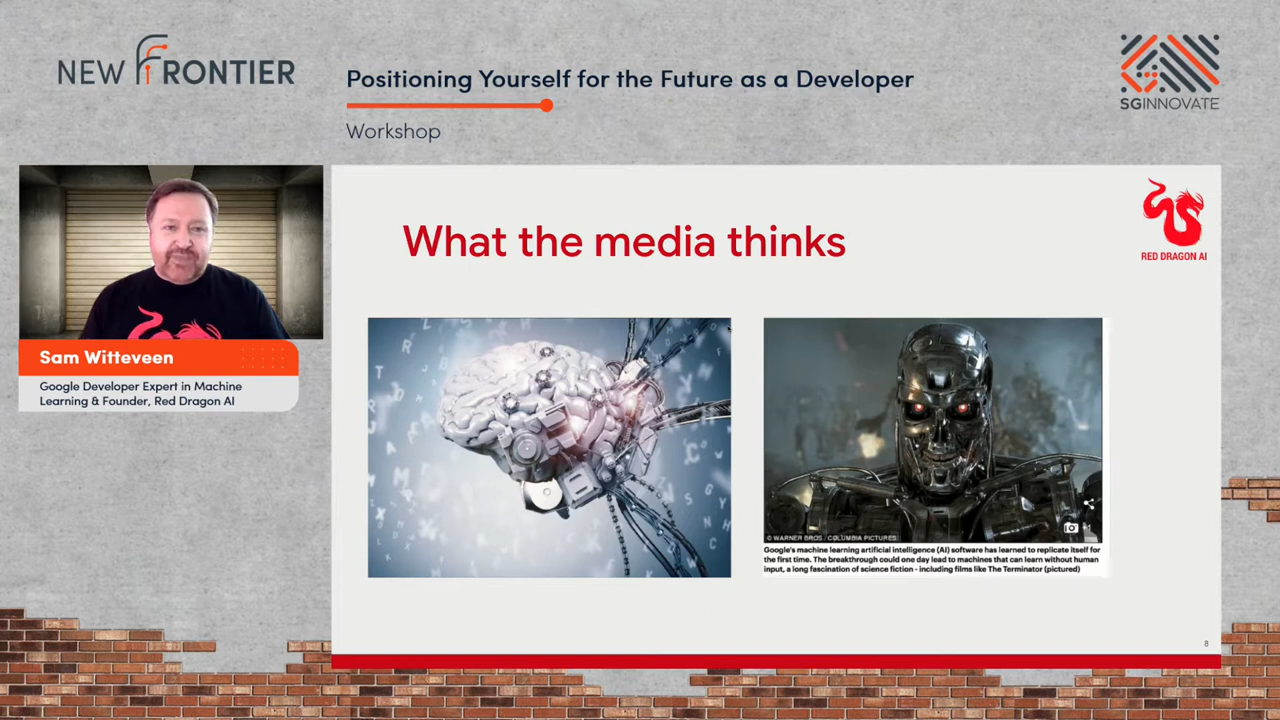 NEW FRONTIER
Positioning Yourself for the Future as a Developer
Workshop
SGINNOVATE
Sam Witteveen
Google Developer Expert in Machine
Learning & Founder, Red Dragon AI
What the media thinks
RED DRAGON AI
© WARNER BROS / COLUMBIA PICTURES
+1
Google's machine learning artificial intelligence (AI) software has learned to replicate itself for
the first time. The breakthrough could one day lead to machines that can learn without human
input, a long fascination of science fiction - including films like The Terminator (pictured)
8